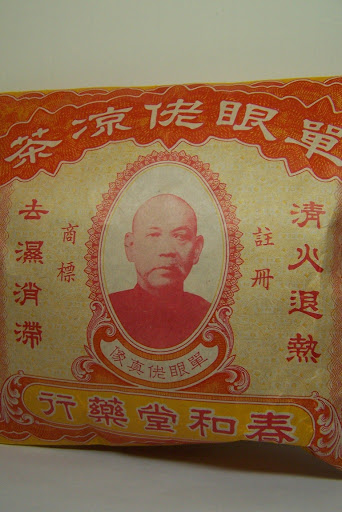 單眼佬凉茶
清火退熱
註冊
商標
去濕消滯
單眼佬真像
春和堂藥行